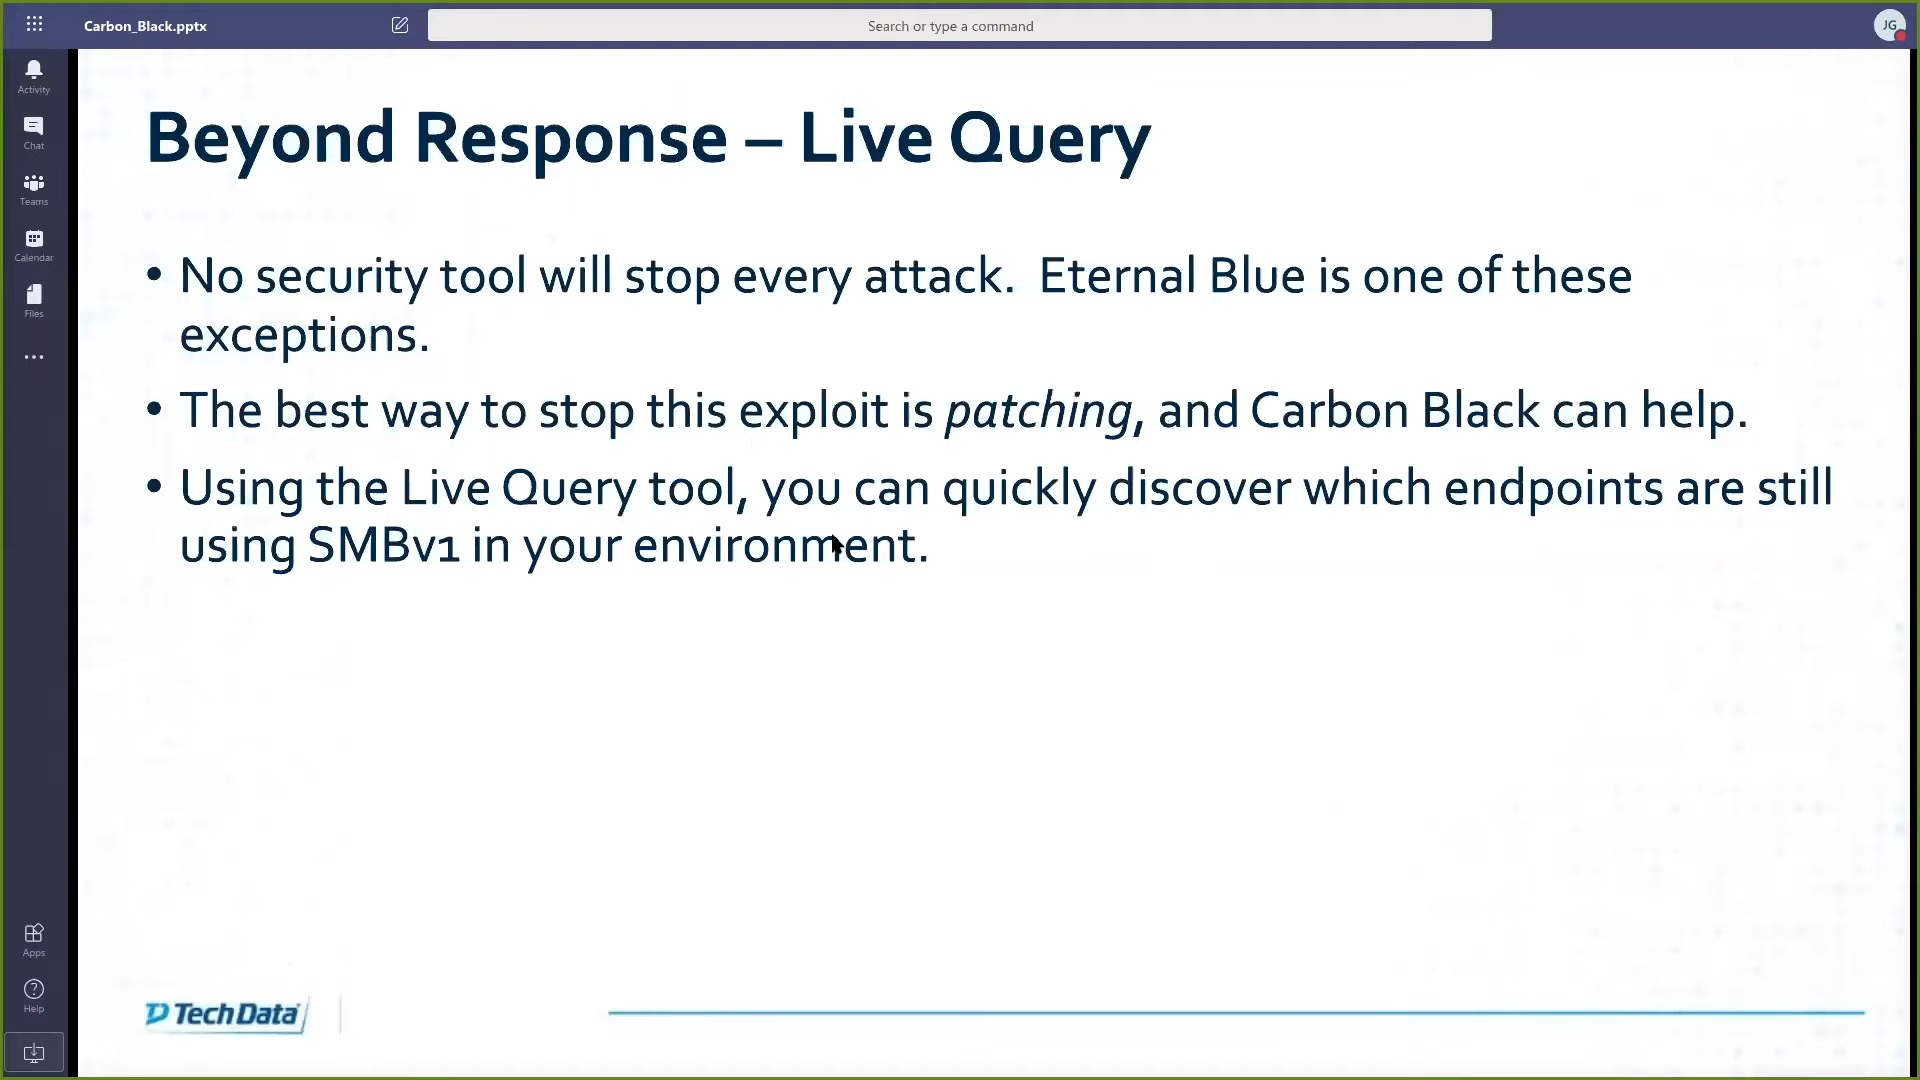 Carbon_Black.pptx
Search or type a command
JG
Activity
Chat
Teams
Calendar
Files
Apps
Help
Beyond Response – Live Query
• No security tool will stop every attack.  Eternal Blue is one of these
exceptions.
• The best way to stop this exploit is patching, and Carbon Black can help.
• Using the Live Query tool, you can quickly discover which endpoints are still
using SMBv1 in your environment.
Tech Data